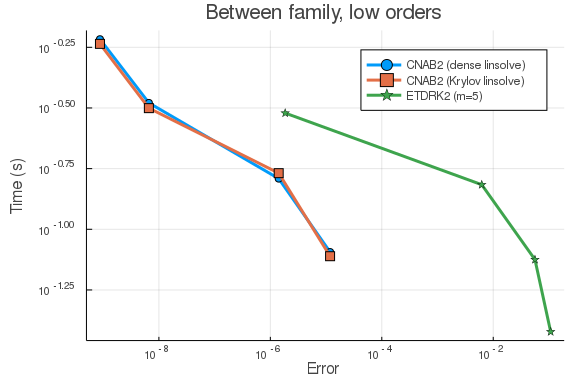 Between family, low orders
CNAB2 (dense linsolve)
CNAB2 (Krylov linsolve)
ETDRK2 (m=5)
Time (s)
10 -0.25
10 -0.50
10 -0.75
10 -1.00
10 -1.25
10 -8
10 -6
10 -4
10 -2
Error